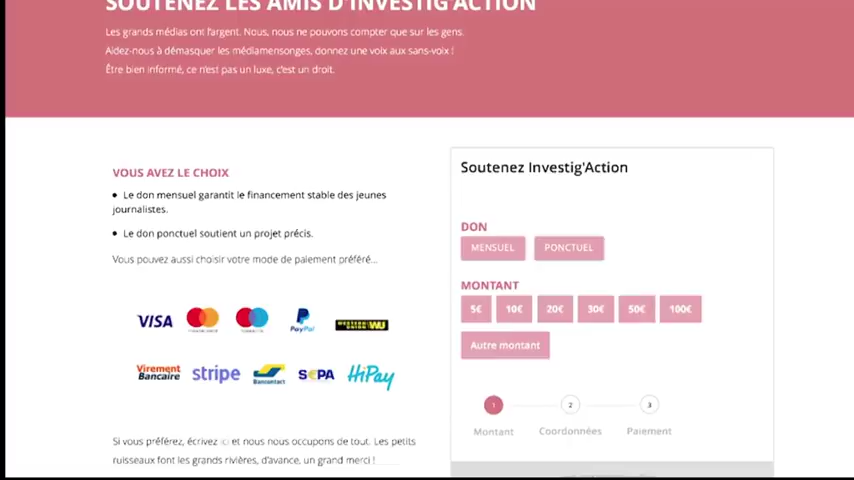 SOUTENEZ LES AMIS D'INVESTIG'ACTION
Les grands médias ont l'argent. Nous, nous ne pouvons compter que sur les gens.
Aidez-nous à démasquer les médiamensonges, donnez une voix aux sans-voix !
Être bien informé, ce n'est pas un luxe, c'est un droit.
VOUS AVEZ LE CHOIX
Le don mensuel garantit le financement stable des jeunes
journalistes.
Le don ponctuel soutient un projet précis.
Vous pouvez aussi choisir votre mode de paiement préféré...
VISA
PayPal
WESTERN UNION WU
Virement
Bancaire
stripe
Bancontact
S€PA
HiPay
Si vous préférez, écrivez ici et nous nous occupons de tout. Les petits
ruisseaux font les grands rivières, d'avance, un grand merci !
Soutenez Investig'Action
DON
MENSUEL PONCTUEL
MONTANT
5€ 10€ 20€ 30€ 50€ 100€
Autre montant
1 2 3
Montant Coordonnées Paiement